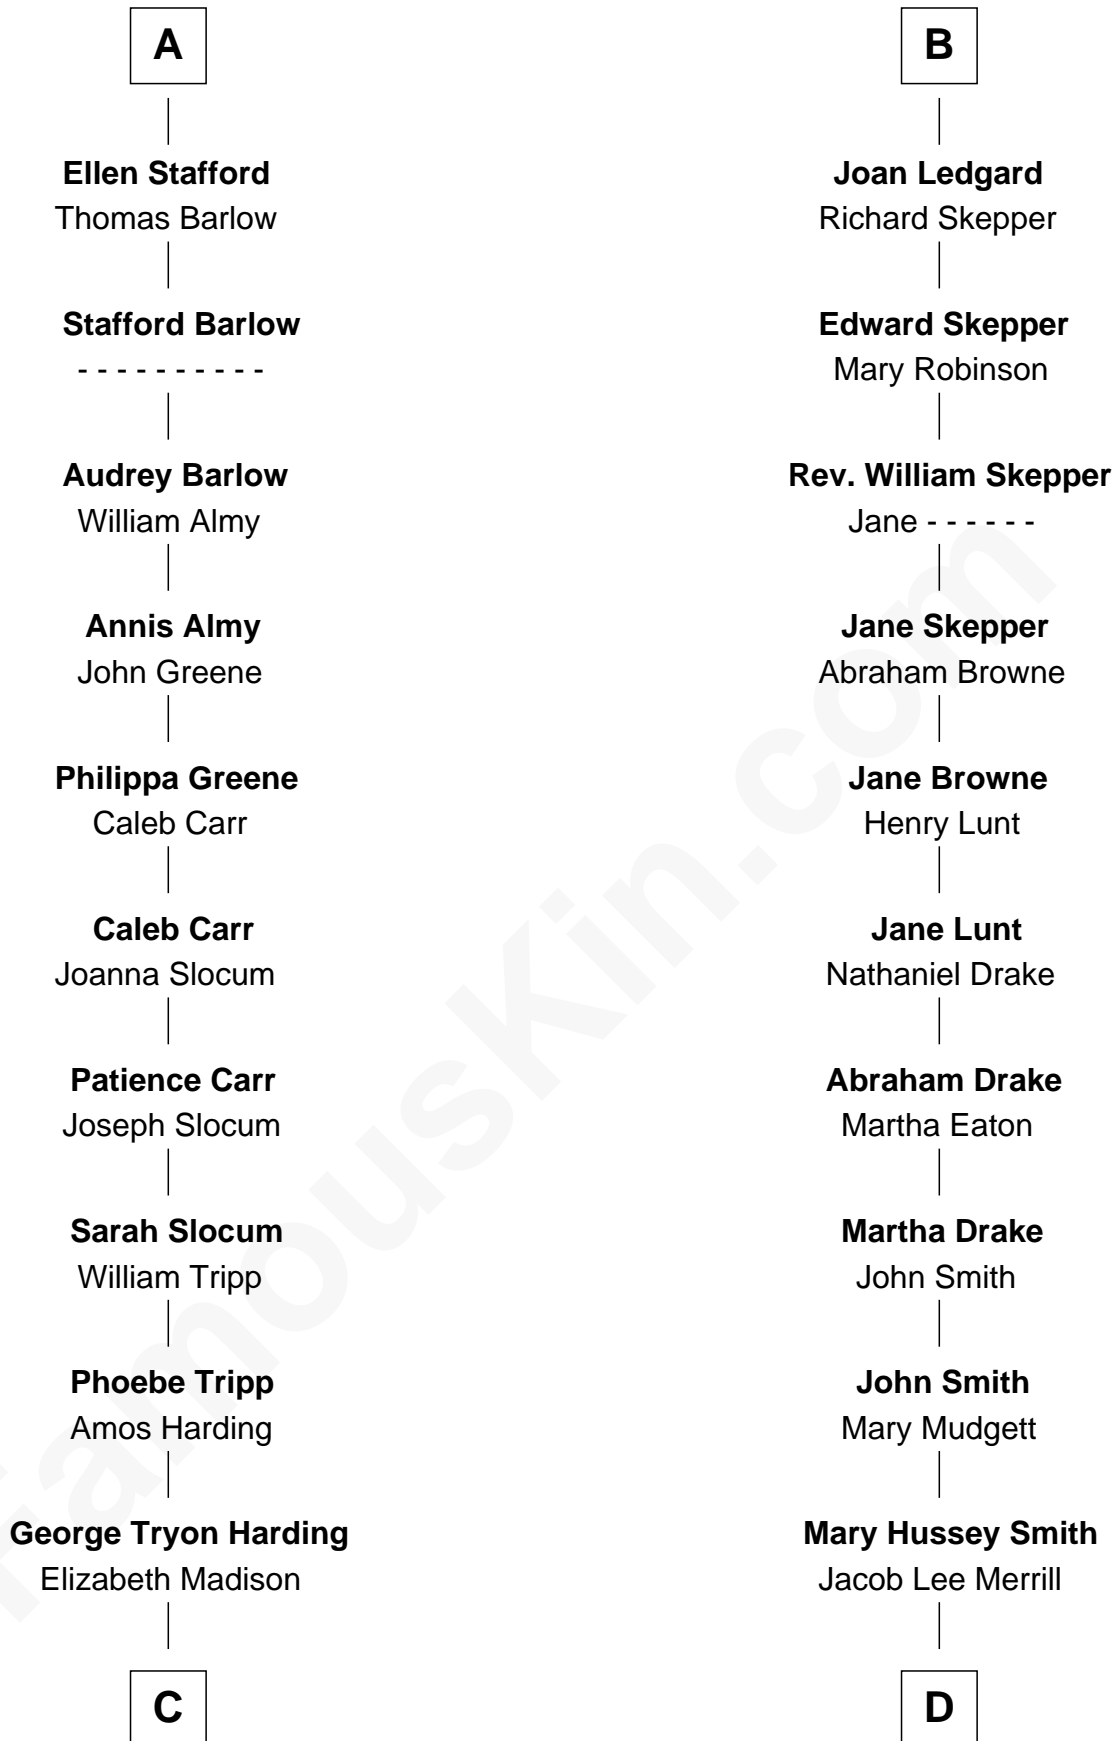 A
Ellen Stafford
Thomas Barlow
Stafford Barlow
- - - - - - - - - -
Audrey Barlow
William Almy
Annis Almy
John Greene
Philippa Greene
Caleb Carr
Caleb Carr
Joanna Slocum
Patience Carr
Joseph Slocum
Sarah Slocum
William Tripp
Phoebe Tripp
Amos Harding
George Tryon Harding
Elizabeth Madison
C
B
Joan Ledgard
Richard Skepper
Edward Skepper
Mary Robinson
Rev. William Skepper
Jane - - - - - -
Jane Skepper
Abraham Browne
Jane Browne
Henry Lunt
Jane Lunt
Nathaniel Drake
Abraham Drake
Martha Eaton
Martha Drake
John Smith
John Smith
Mary Mudgett
Mary Hussey Smith
Jacob Lee Merrill
D
FamousKin.com